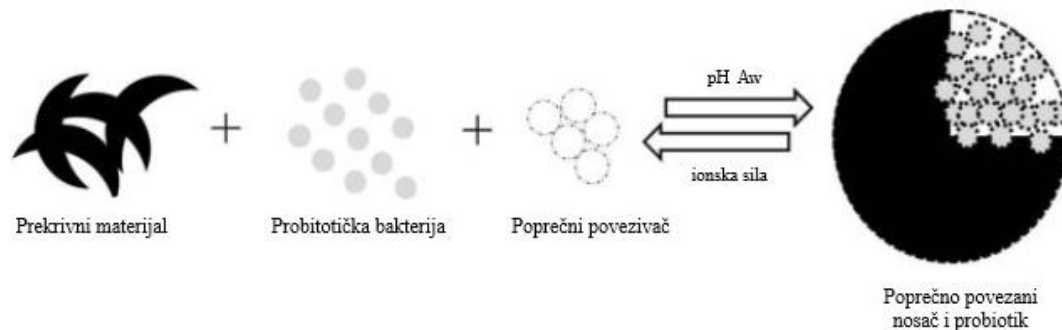 Prekrivni materijal
+
Probitotička bakterija
+
Poprečni povezivač
pH Aw
ionska sila
Poprečno povezani
nosač i probiotik